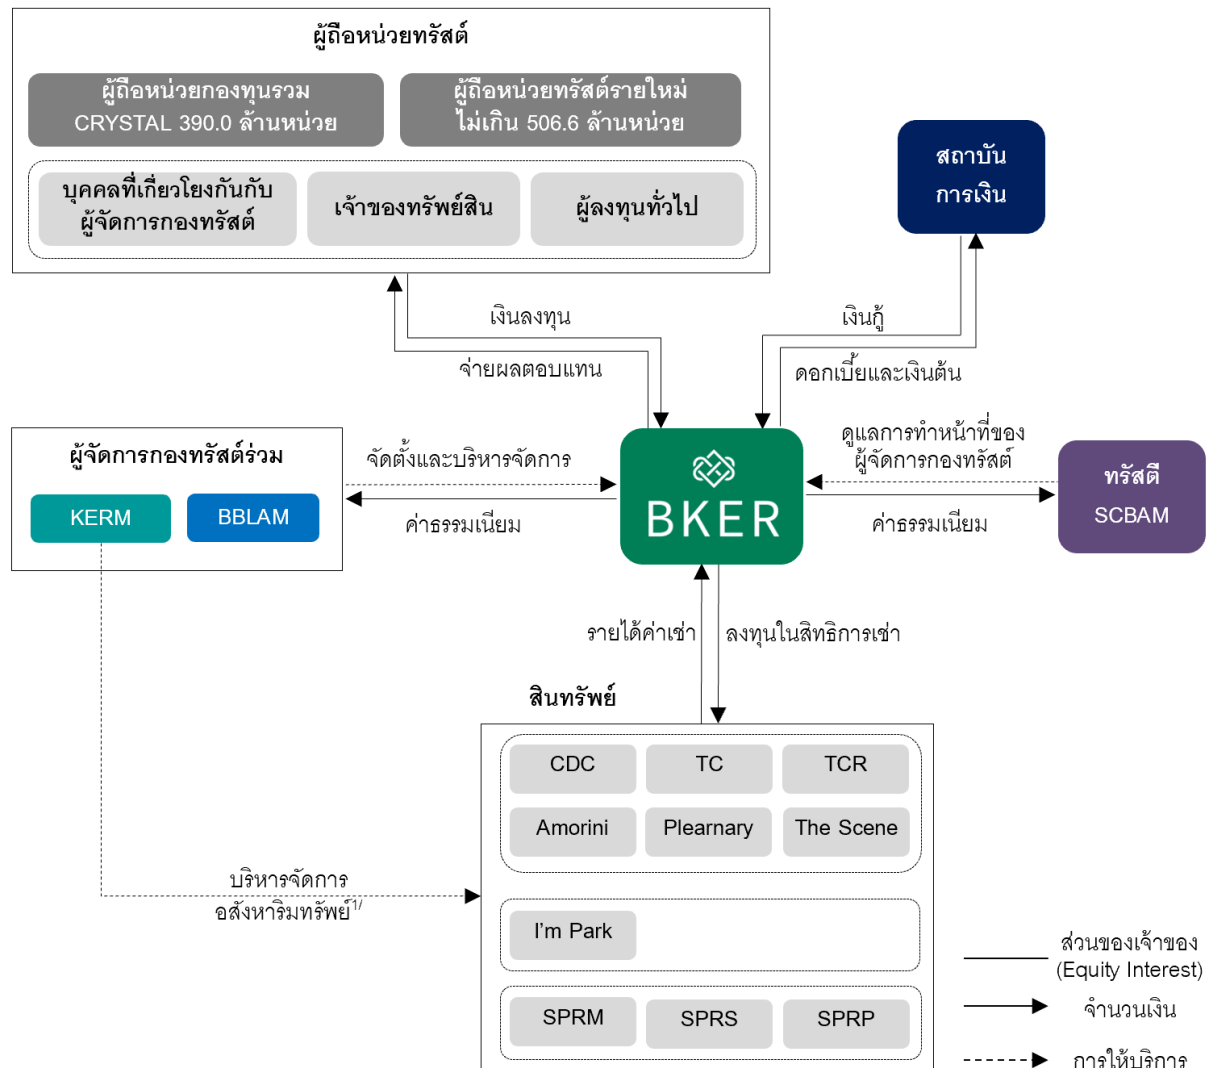 ผู้ถือหน่วยทรัสต์
ผู้ถือหน่วยกองทุนรวม
CRYSTAL 390.0 ล้านหน่วย
ผู้ถือหน่วยทรัสต์รายใหม่
ไม่เกิน 506.6 ล้านหน่วย
บุคคลที่เกี่ยวโยงกันกับ
ผู้จัดการกองทรัสต์
เจ้าของทรัพย์สิน
ผู้ลงทุนทั่วไป
สถาบัน
การเงิน
เงินลงทุน
จ่ายผลตอบแทน
เงินกู้
ดอกเบี้ยและเงินต้น
ผู้จัดการกองทรัสต์ร่วม
KERM
BBLAM
จัดตั้งและบริหารจัดการ
ค่าธรรมเนียม
BKER
ดูแลการทำหน้าที่ของ
ผู้จัดการกองทรัสต์
ค่าธรรมเนียม
ทรัสตี
SCBAM
รายได้ค่าเช่า
ลงทุนในสิทธิการเช่า
สินทรัพย์
CDC
TC
TCR
Amorini
Plearnary
The Scene
บริหารจัดการ
อสังหาริมทรัพย์1/
I'm Park
SPRM
SPRS
SPRP
ส่วนของเจ้าของ
(Equity Interest)
จำนวนเงิน
การให้บริการ